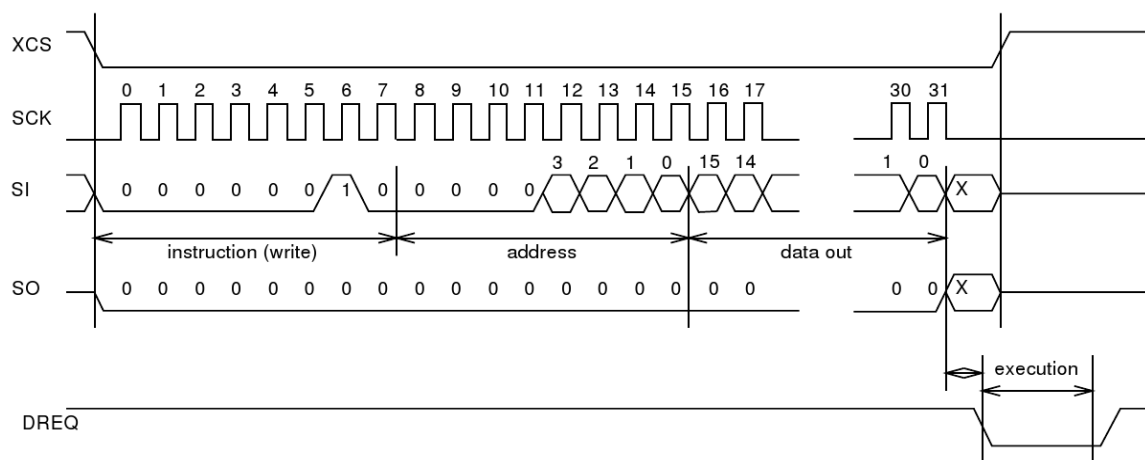 XCS
0 1 2 3 4 5 6 7 8 9 10 11 12 13 14 15 16 17 30 31
SCK
3 2 1 0 15 14 1 0
SI 0 0 0 0 0 0 1 0 0 0 0 0 X
instruction (write) address data out
SO 0 0 0 0 0 0 0 0 0 0 0 0 0 0 0 0 0 0 0 0 X
execution
DREQ